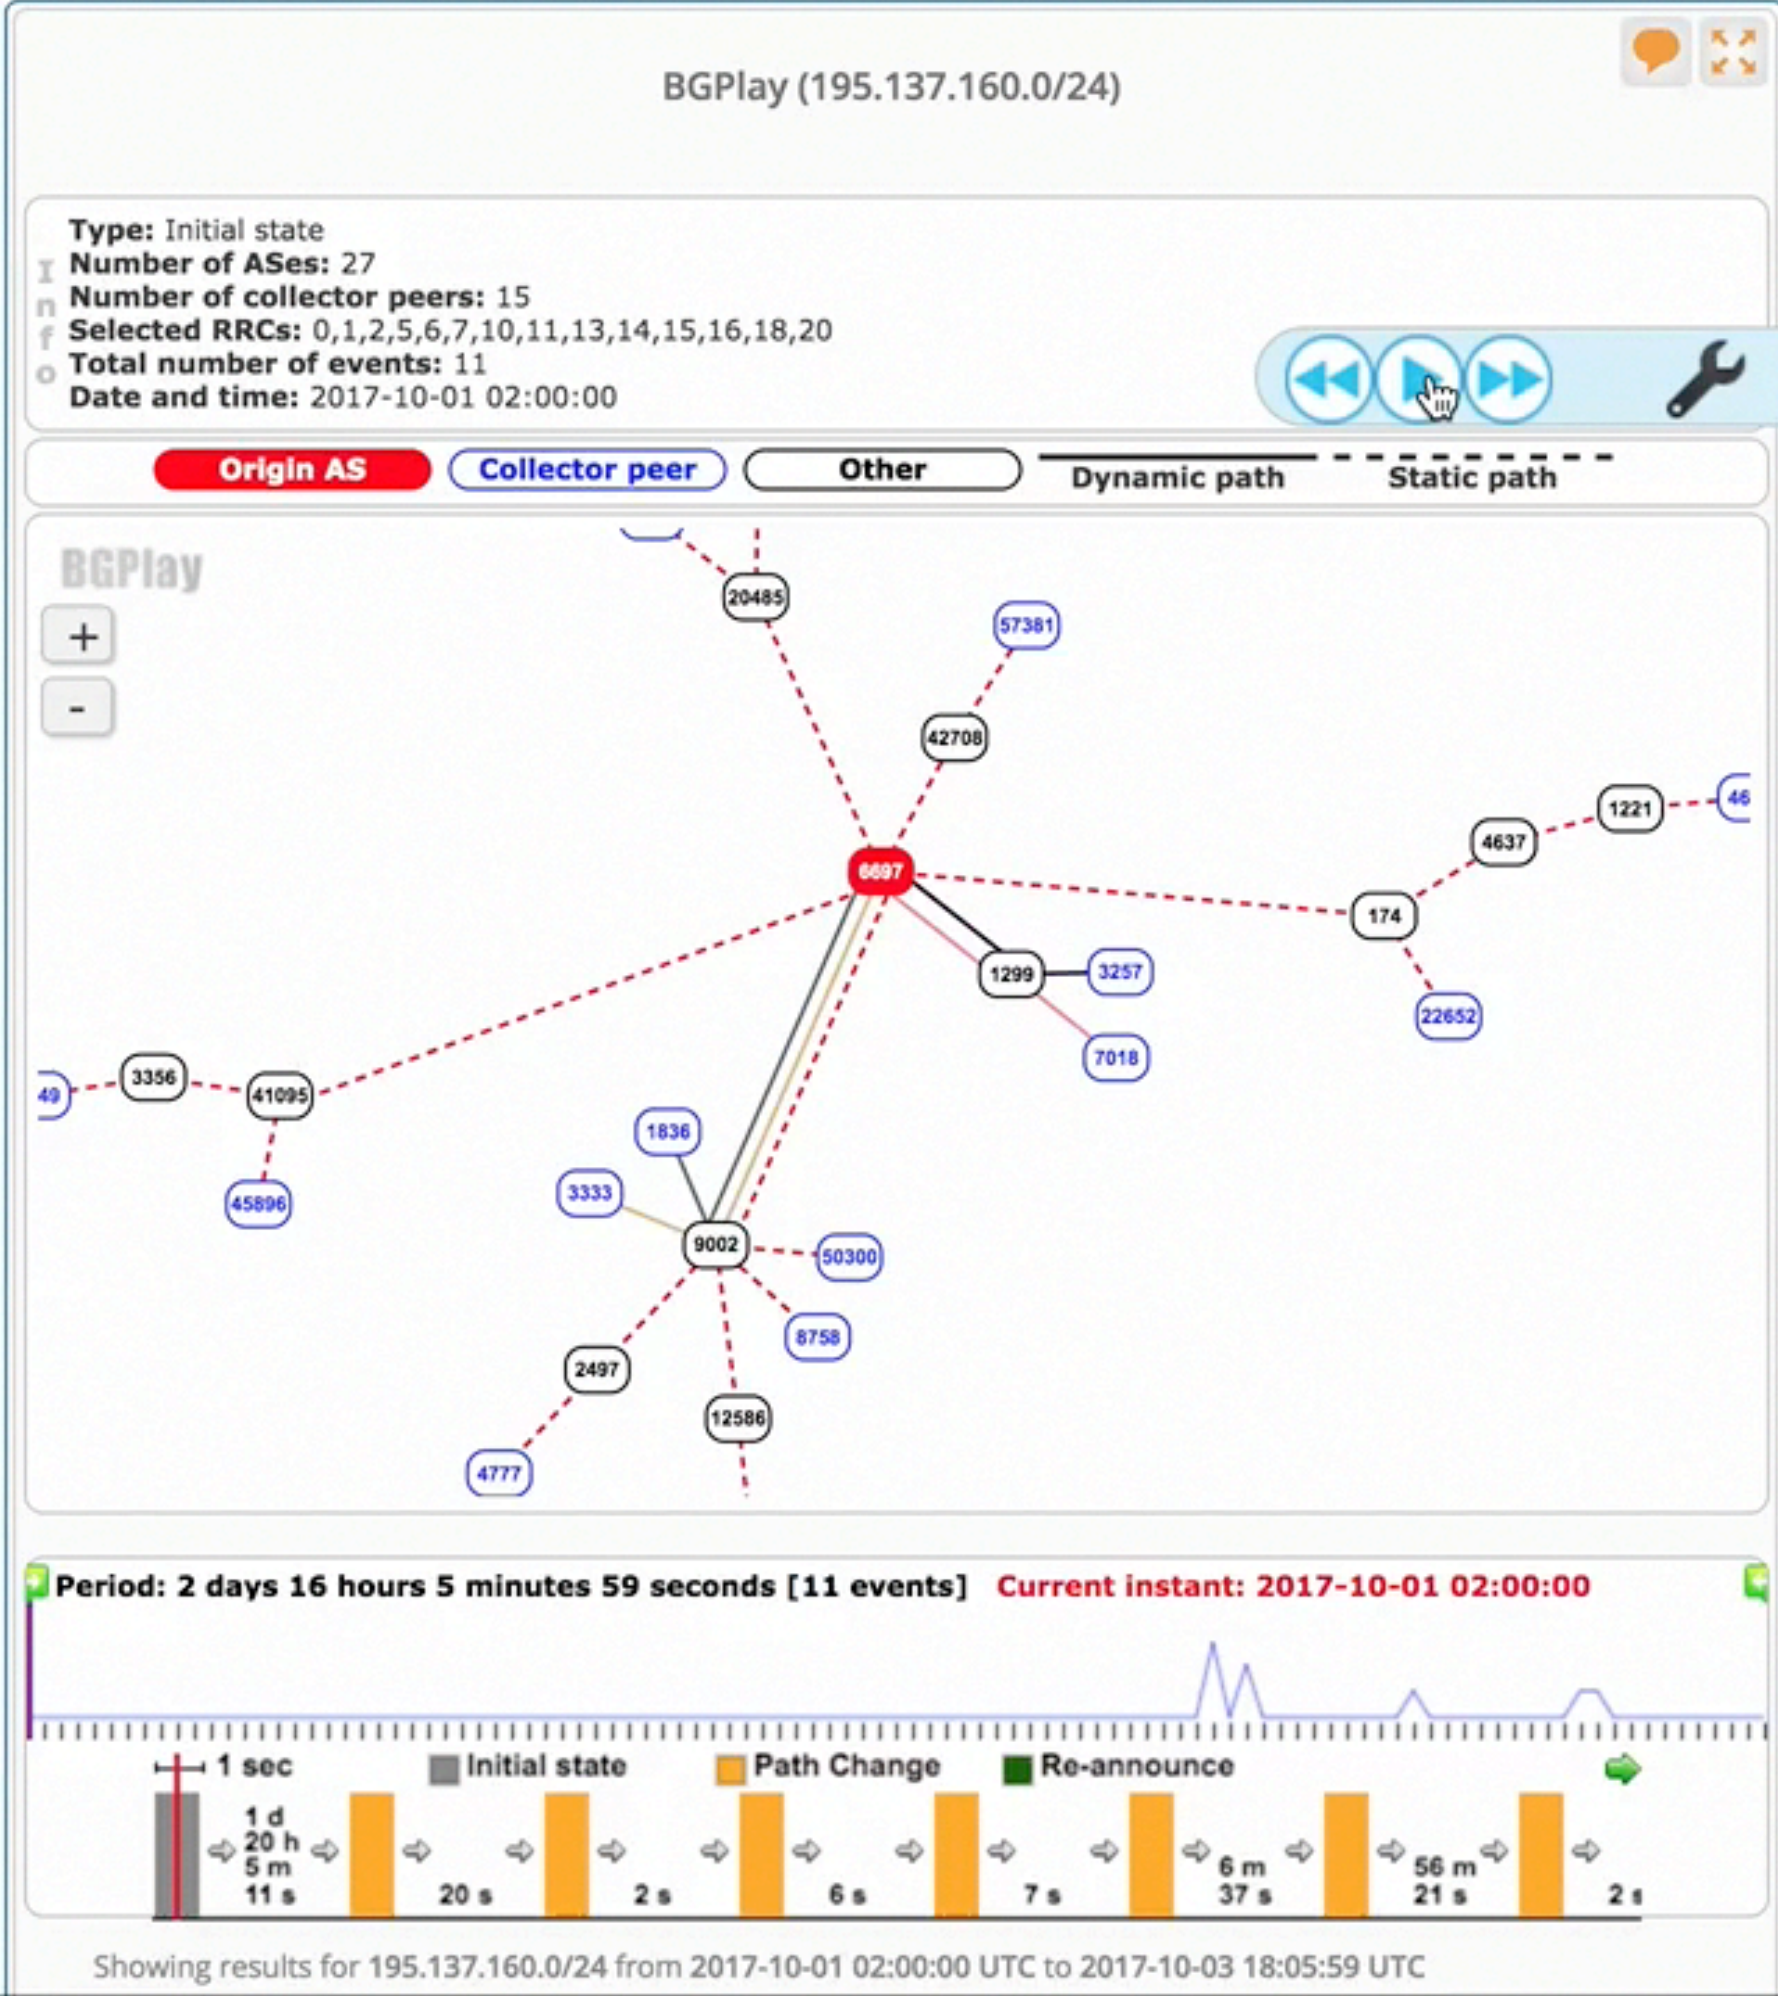 BGPlay (195.137.160.0/24)
Info
Type: Initial state
Number of ASes: 27
Number of collector peers: 15
Selected RRCs: 0,1,2,5,6,7,10,11,13,14,15,16,18,20
Total number of events: 11
Date and time: 2017-10-01 02:00:00
Origin AS Collector peer Other Dynamic path Static path
BGPlay
+
-
20485
57381
42708
46
1221
4637
6697
174
1299
3257
22652
7018
3356
49
41095
1836
3333
45896
9002
50300
8758
2497
12586
4777
Period: 2 days 16 hours 5 minutes 59 seconds [11 events] Current instant: 2017-10-01 02:00:00
1 sec Initial state Path Change Re-announce
1 d
20 h
5 m 6 m 56 m
11 s 20 s 2 s 6 s 7 s 37 s 21 s 2 s
Showing results for 195.137.160.0/24 from 2017-10-01 02:00:00 UTC to 2017-10-03 18:05:59 UTC